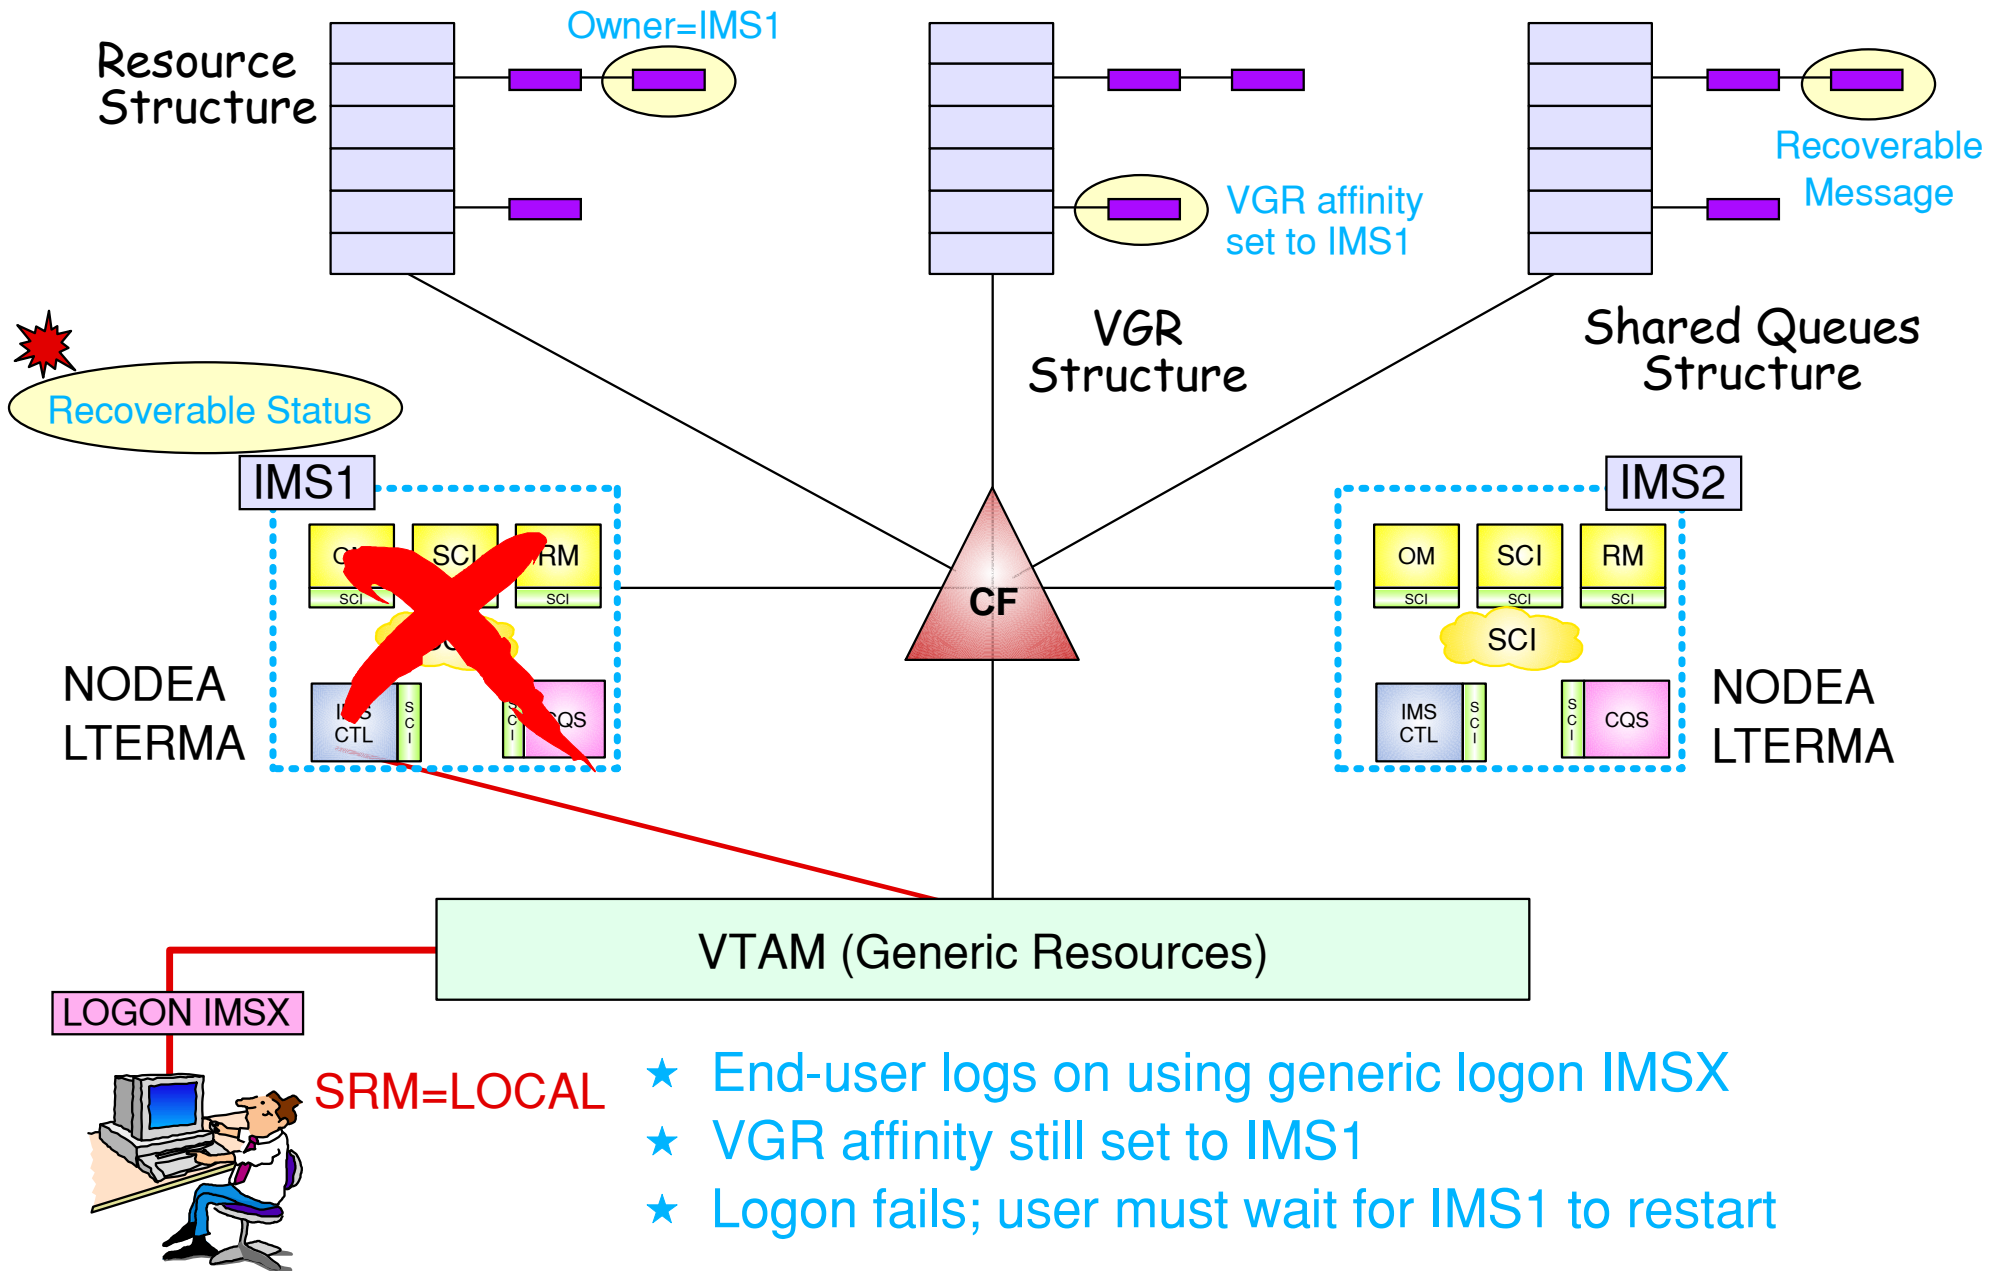 Owner=IMS1
Resource
Structure
Recoverable
Message
VGR affinity
set to IMS1
VGR
Structure
Shared Queues
Structure
Recoverable Status
IMS1
IMS2
SCI
RM
SCI
SCI
OM
SCI
RM
SCI
SCI
SCI
SCI
CF
NODEA
LTERMA
CTL
SCI
CQS
IMS
CTL
SCI
SCI
CQS
NODEA
LTERMA
VTAM (Generic Resources)
LOGON IMSX
SRM=LOCAL
★ End-user logs on using generic logon IMSX
★ VGR affinity still set to IMS1
★ Logon fails; user must wait for IMS1 to restart